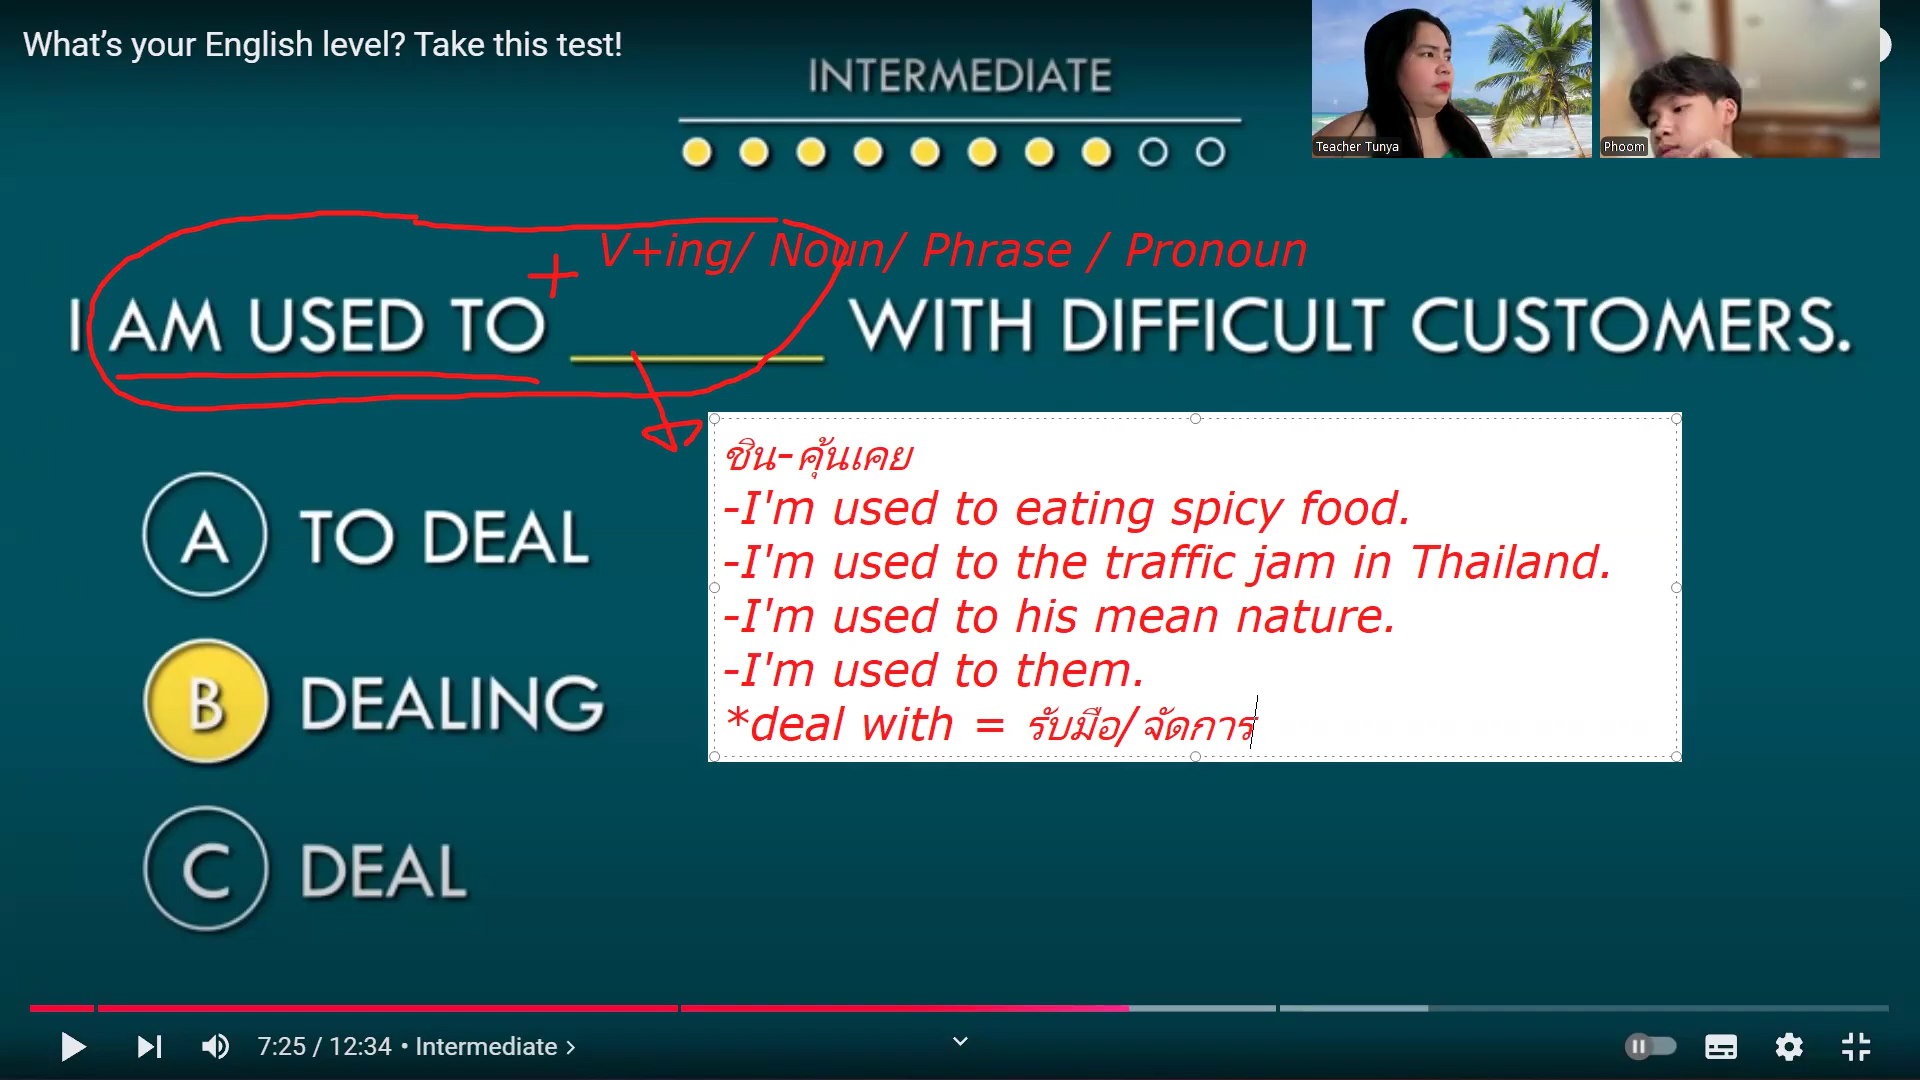 What's your English level? Take this test!
INTERMEDIATE
Teacher Tunya
Phoom
V+ing/ Noun/ Phrase / Pronoun
+
I AM USED TO ________ WITH DIFFICULT CUSTOMERS.
ชิน-คุ้นเคย
-I'm used to eating spicy food.
-I'm used to the traffic jam in Thailand.
-I'm used to his mean nature.
-I'm used to them.
*deal with = รับมือ/จัดการ
A TO DEAL
B DEALING
C DEAL
7:25 / 12:34 • Intermediate >